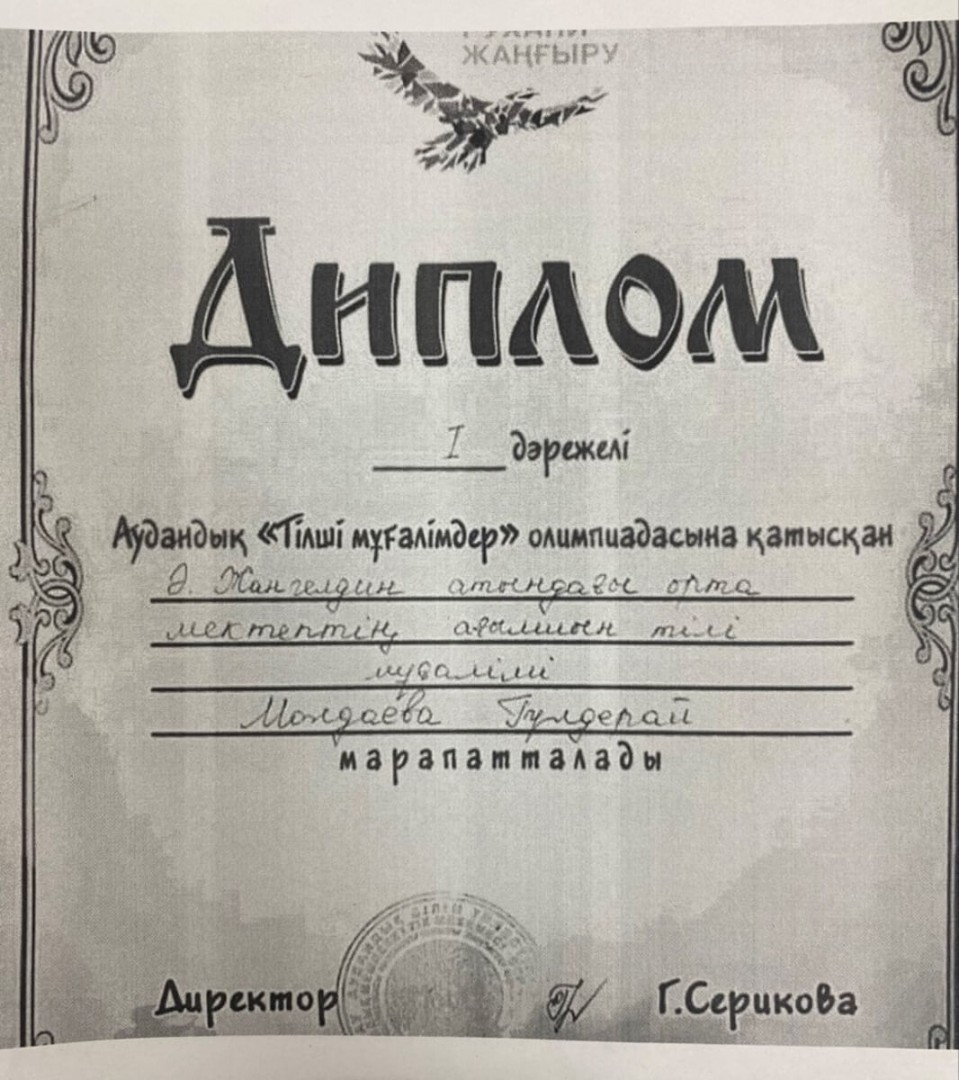 РУХАНИ
ЖАҢҒЫРУ
Диплом
I дәрежелі
Аудандық «Тілші мұғалімдер» олимпиадасына қатысқан
Ә. Жангелдин атындағы орта
мектептің ағылшын тілі
мұғалімі
Молдаева Гүлдерай
марапатталады
Директор Г.Серикова